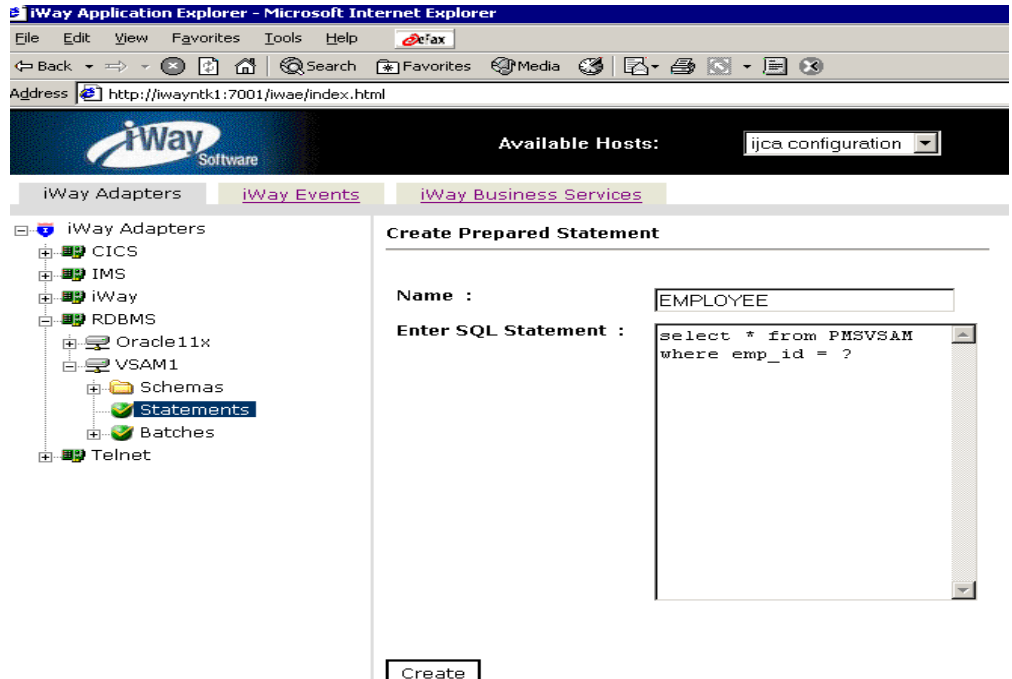 iWay Application Explorer - Microsoft Internet Explorer
File Edit View Favorites Tools Help eFax
Back Search Favorites Media
Address http://iwayntk1:7001/iwae/index.html
iWay Software Available Hosts: ijca configuration
iWay Adapters iWay Events iWay Business Services
iWay Adapters
CICS
IMS
iWay
RDBMS
Oracle11x
VSAM1
Schemas
Statements
Batches
Telnet
Create Prepared Statement
Name : EMPLOYEE
Enter SQL Statement : select * from PMSVSAM
where emp_id = ?
Create